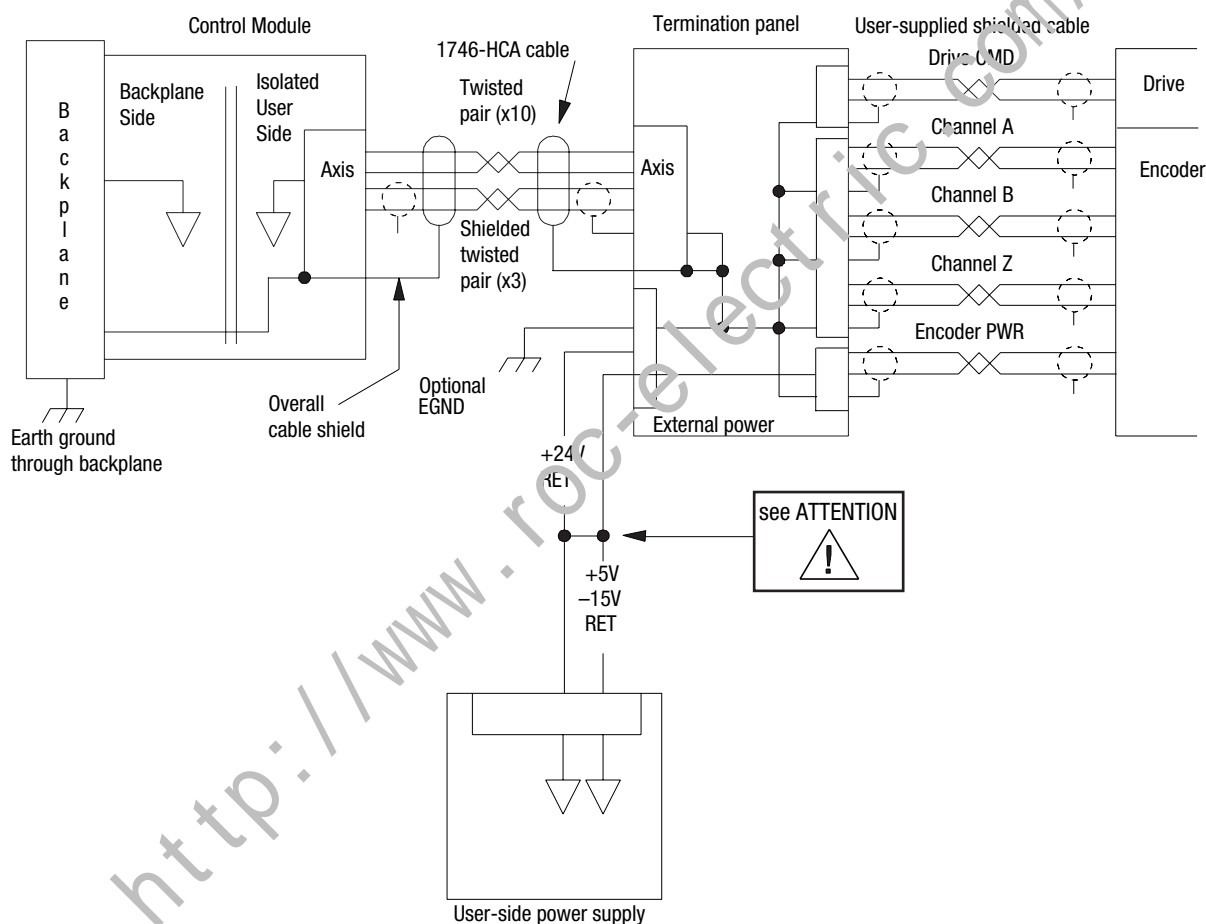 Control Module
Termination panel
User-supplied shielded cable
1746-HCA cable
Drive CMD
Twisted
pair (x10)
Backplane
Backplane
Side
Isolated
User
Side
Axis
Axis
Drive
Channel A
Encoder
Channel B
Shielded
twisted
pair (x3)
Channel Z
Encoder PWR
Optional
EGND
Overall
cable shield
External power
Earth ground
through backplane
+24V
RET
see ATTENTION
!
+5V
–15V
RET
User-side power supply
http://www.roc-electric.com/